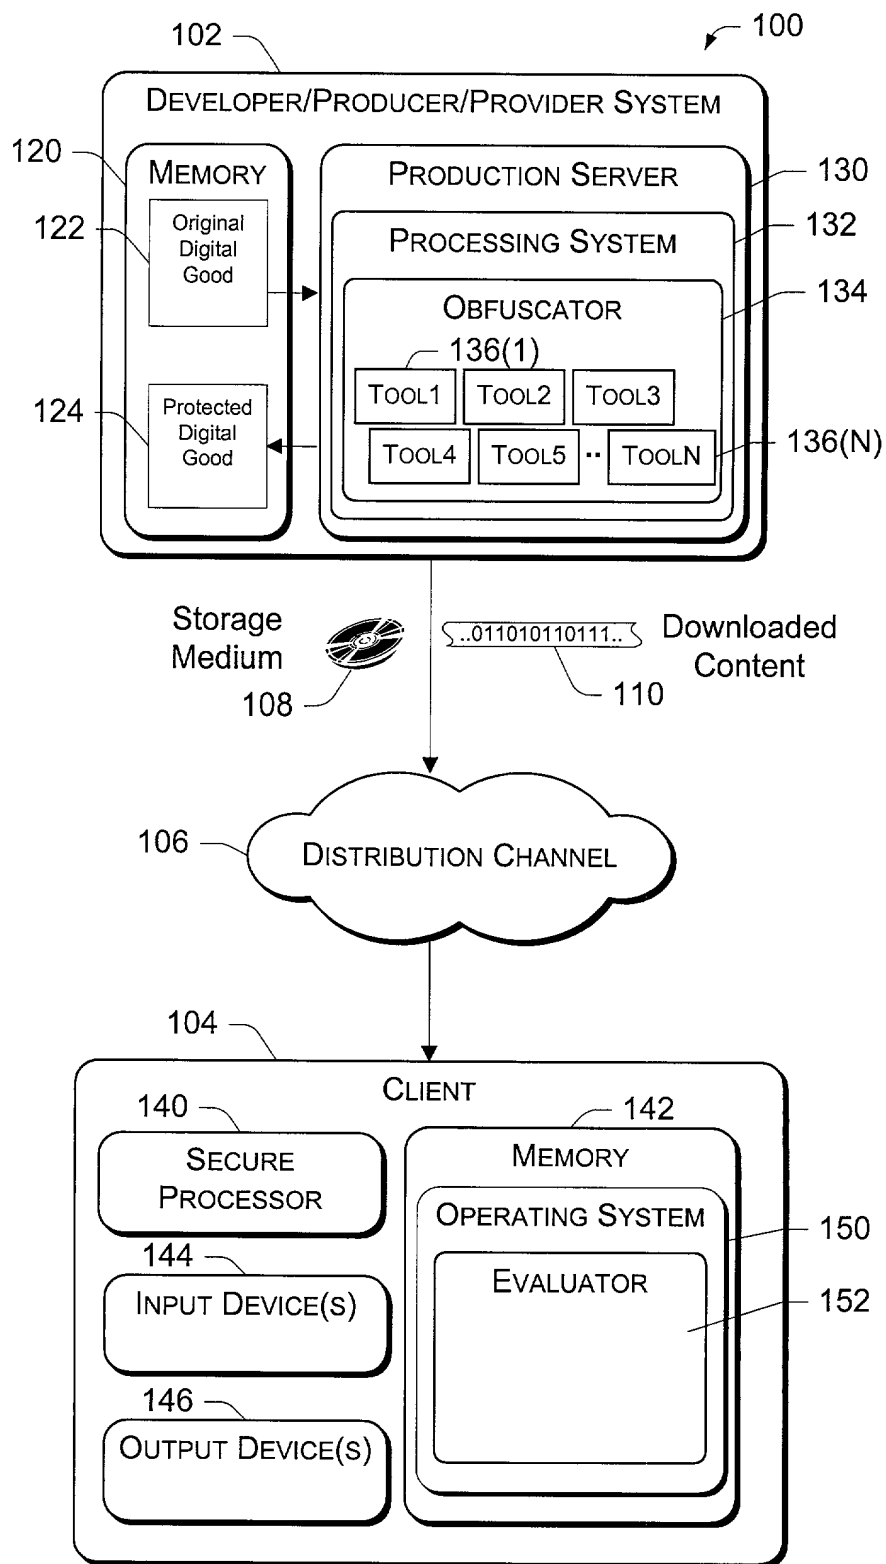 102
100
DEVELOPER/PRODUCER/PROVIDER SYSTEM
120
MEMORY
PRODUCTION SERVER
130
122
Original
Digital
Good
PROCESSING SYSTEM
132
OBFUSCATOR
134
136(1)
TOOL1
TOOL2
TOOL3
124
Protected
Digital
Good
TOOL4
TOOL5
..
TOOLN
136(N)
Storage
Medium
108
..011010110111..
110
Downloaded
Content
106
DISTRIBUTION CHANNEL
104
CLIENT
140
SECURE
PROCESSOR
142
MEMORY
OPERATING SYSTEM
150
144
INPUT DEVICE(S)
EVALUATOR
152
146
OUTPUT DEVICE(S)